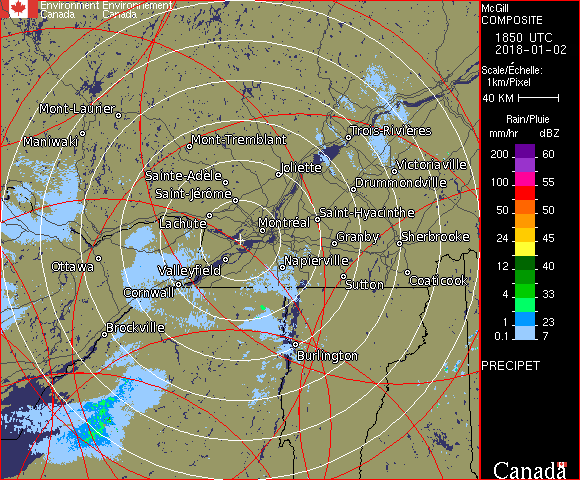 Environment Environnement
Canada Canada
McGill
COMPOSITE
1850 UTC
2018-01-02
Scale/Échelle:
1km/Pixel
40 KM
Rain/Pluie
mm/hr dBZ
200 60
100 55
50 50
24 45
12 40
4 33
1 23
0.1 7
PRECIPET
Canada
Mont-Laurier
Maniwaki
Mont-Tremblant
Trois-Rivières
Sainte-Adèle
Joliette
Victoriaville
Saint-Jérôme
Drummondville
Lachute
Montréal
Saint-Hyacinthe
Granby
Sherbrooke
Ottawa
Valleyfield
Napierville
Cornwall
Sutton
Coaticook
Brockville
Burlington